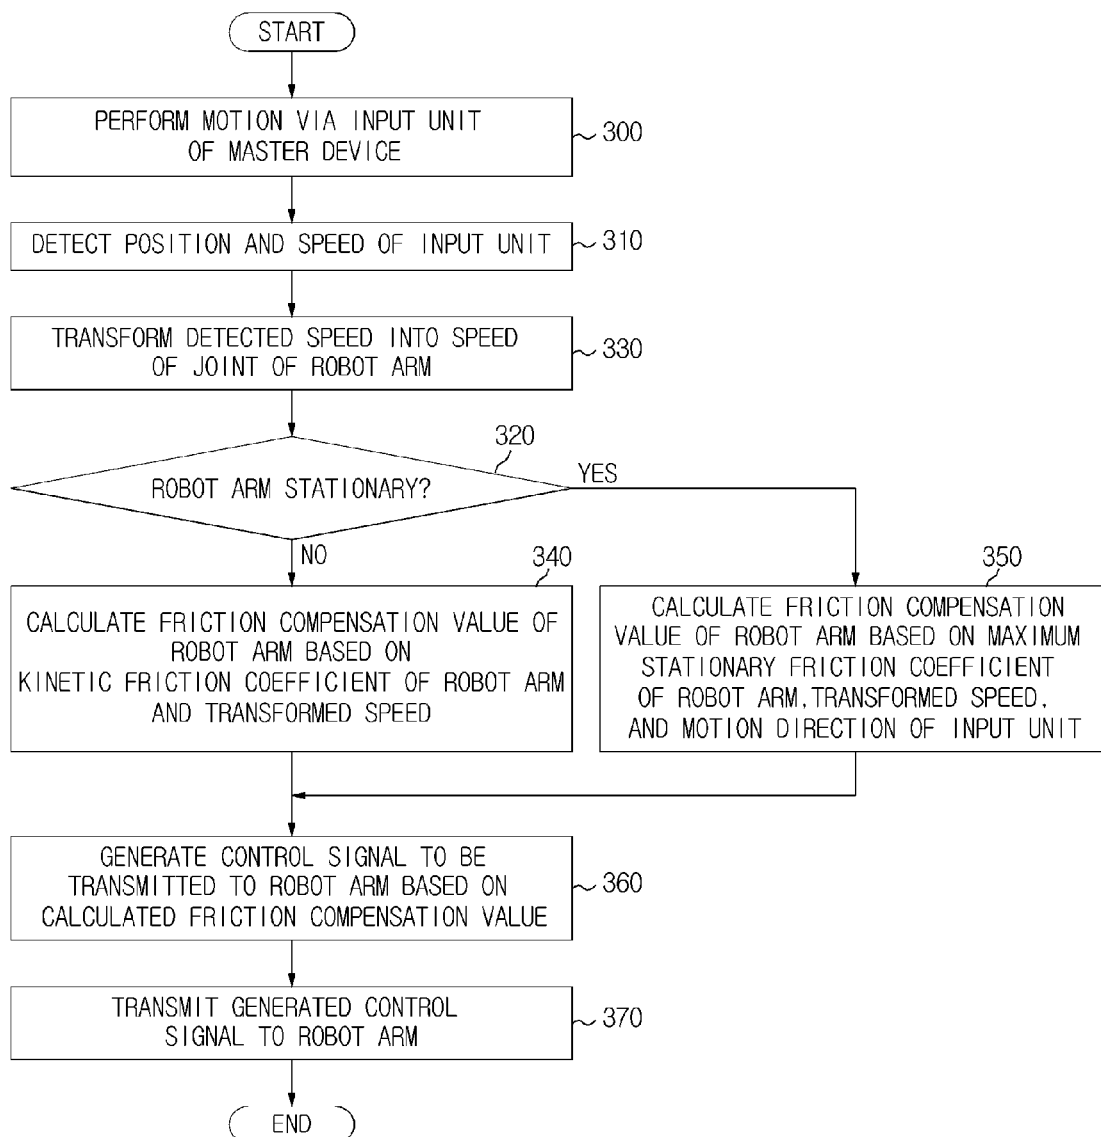 START
PERFORM MOTION VIA INPUT UNIT
OF MASTER DEVICE
300
DETECT POSITION AND SPEED OF INPUT UNIT
310
TRANSFORM DETECTED SPEED INTO SPEED
OF JOINT OF ROBOT ARM
330
320
ROBOT ARM STATIONARY?
YES
NO
340
CALCULATE FRICTION COMPENSATION VALUE OF
ROBOT ARM BASED ON
KINETIC FRICTION COEFFICIENT OF ROBOT ARM
AND TRANSFORMED SPEED
350
CALCULATE FRICTION COMPENSATION
VALUE OF ROBOT ARM BASED ON MAXIMUM
STATIONARY FRICTION COEFFICIENT
OF ROBOT ARM, TRANSFORMED SPEED,
AND MOTION DIRECTION OF INPUT UNIT
GENERATE CONTROL SIGNAL TO BE
TRANSMITTED TO ROBOT ARM BASED ON
CALCULATED FRICTION COMPENSATION VALUE
360
TRANSMIT GENERATED CONTROL
SIGNAL TO ROBOT ARM
370
END